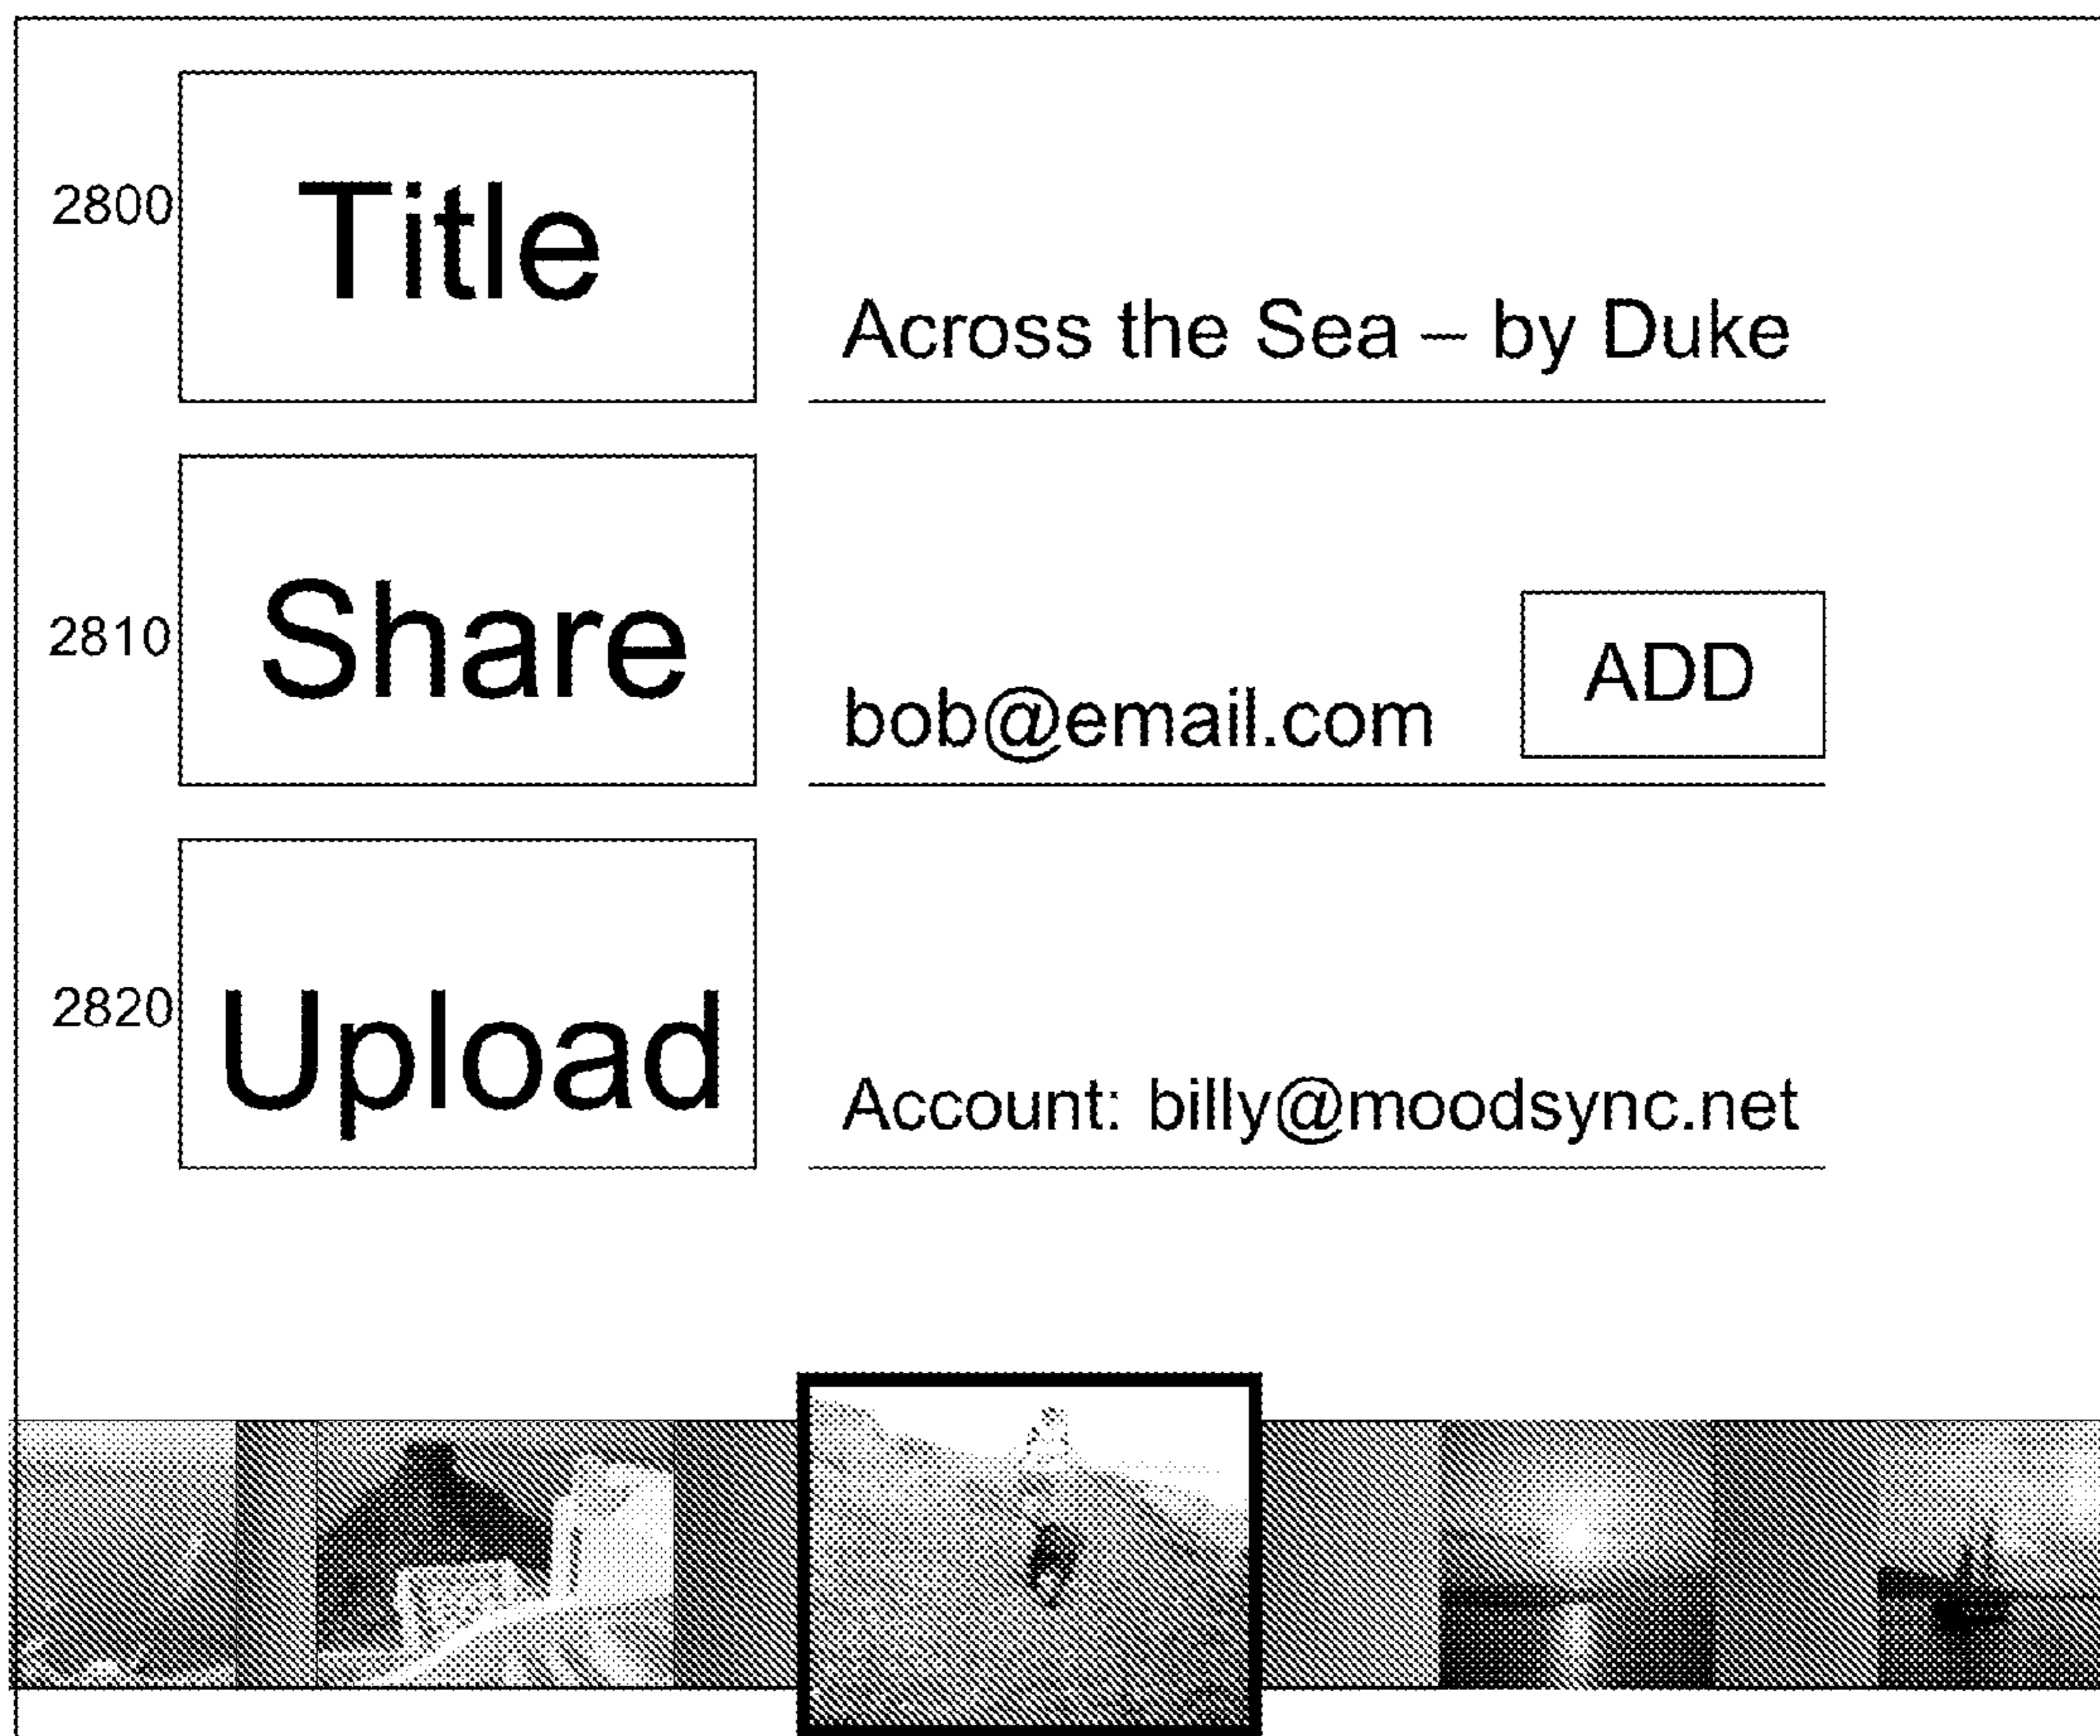 2800
Title
Across the Sea – by Duke
2810
Share
bob@email.com
ADD
2820
Upload
Account: billy@moodsync.net